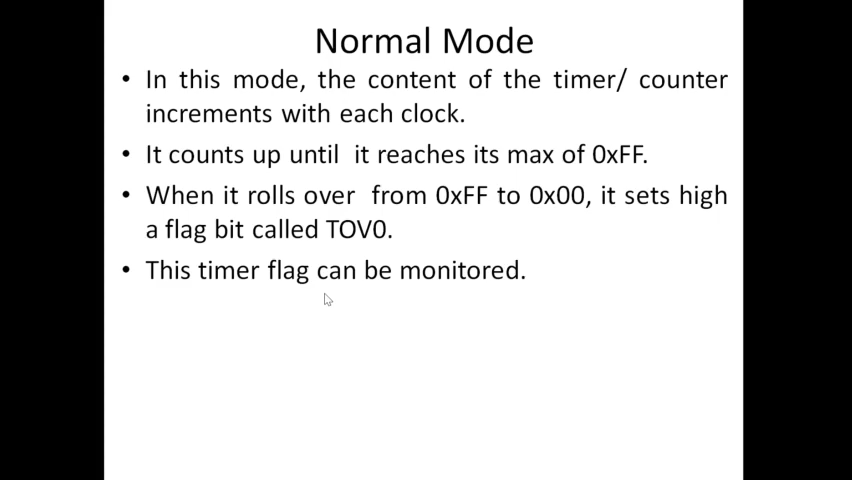 Normal Mode
• In this mode, the content of the timer/ counter
increments with each clock.
• It counts up until it reaches its max of 0xFF.
• When it rolls over from 0xFF to 0x00, it sets high
a flag bit called TOV0.
• This timer flag can be monitored.